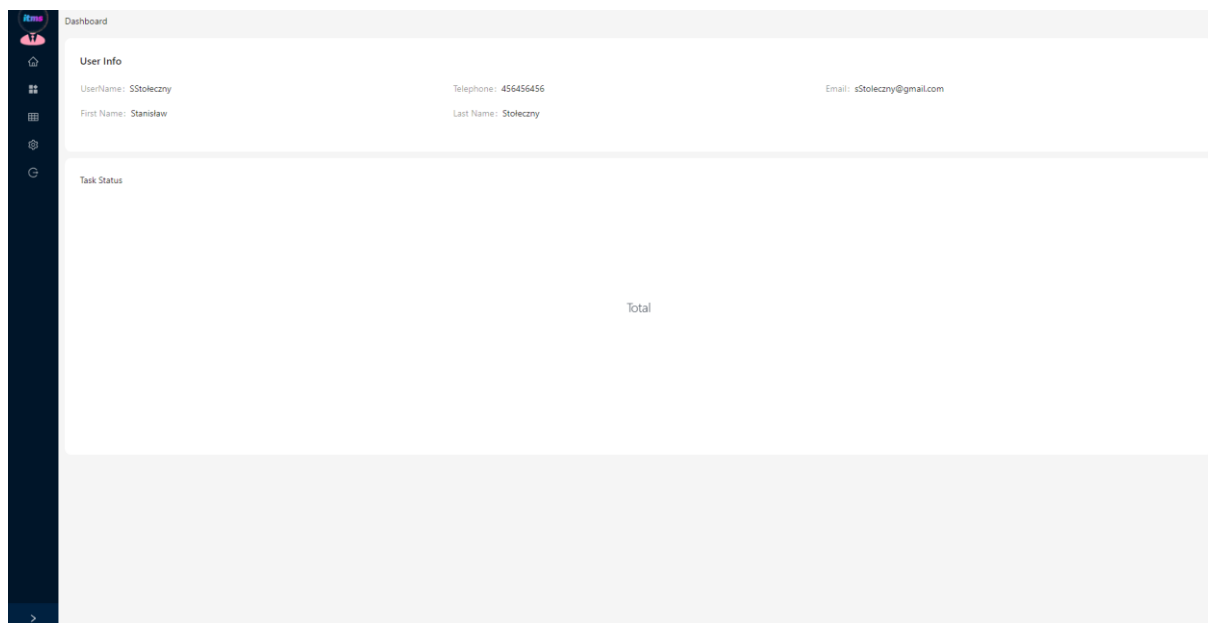 itms
Dashboard
User Info
UserName: SStołeczny Telephone: 456456456 Email: sStoleczny@gmail.com
First Name: Stanisław Last Name: Stołeczny
Task Status
Total